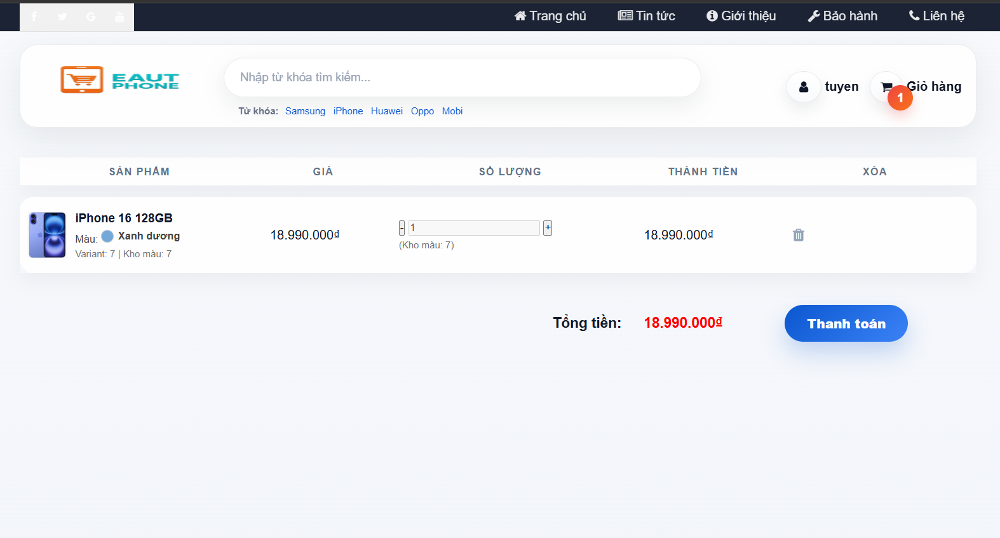 Trang chủ Tin tức Giới thiệu Bảo hành Liên hệ
EAUT
PHONE
Nhập từ khóa tìm kiếm...
Từ khóa: Samsung iPhone Huawei Oppo Mobi
tuyen
Giỏ hàng
1
SẢN PHẨM GIÁ SỐ LƯỢNG THÀNH TIỀN XÓA
iPhone 16 128GB
Màu: Xanh dương
Variant: 7 | Kho màu: 7
18.990.000₫
- 1 +
(Kho màu: 7)
18.990.000₫
Tổng tiền: 18.990.000₫
Thanh toán